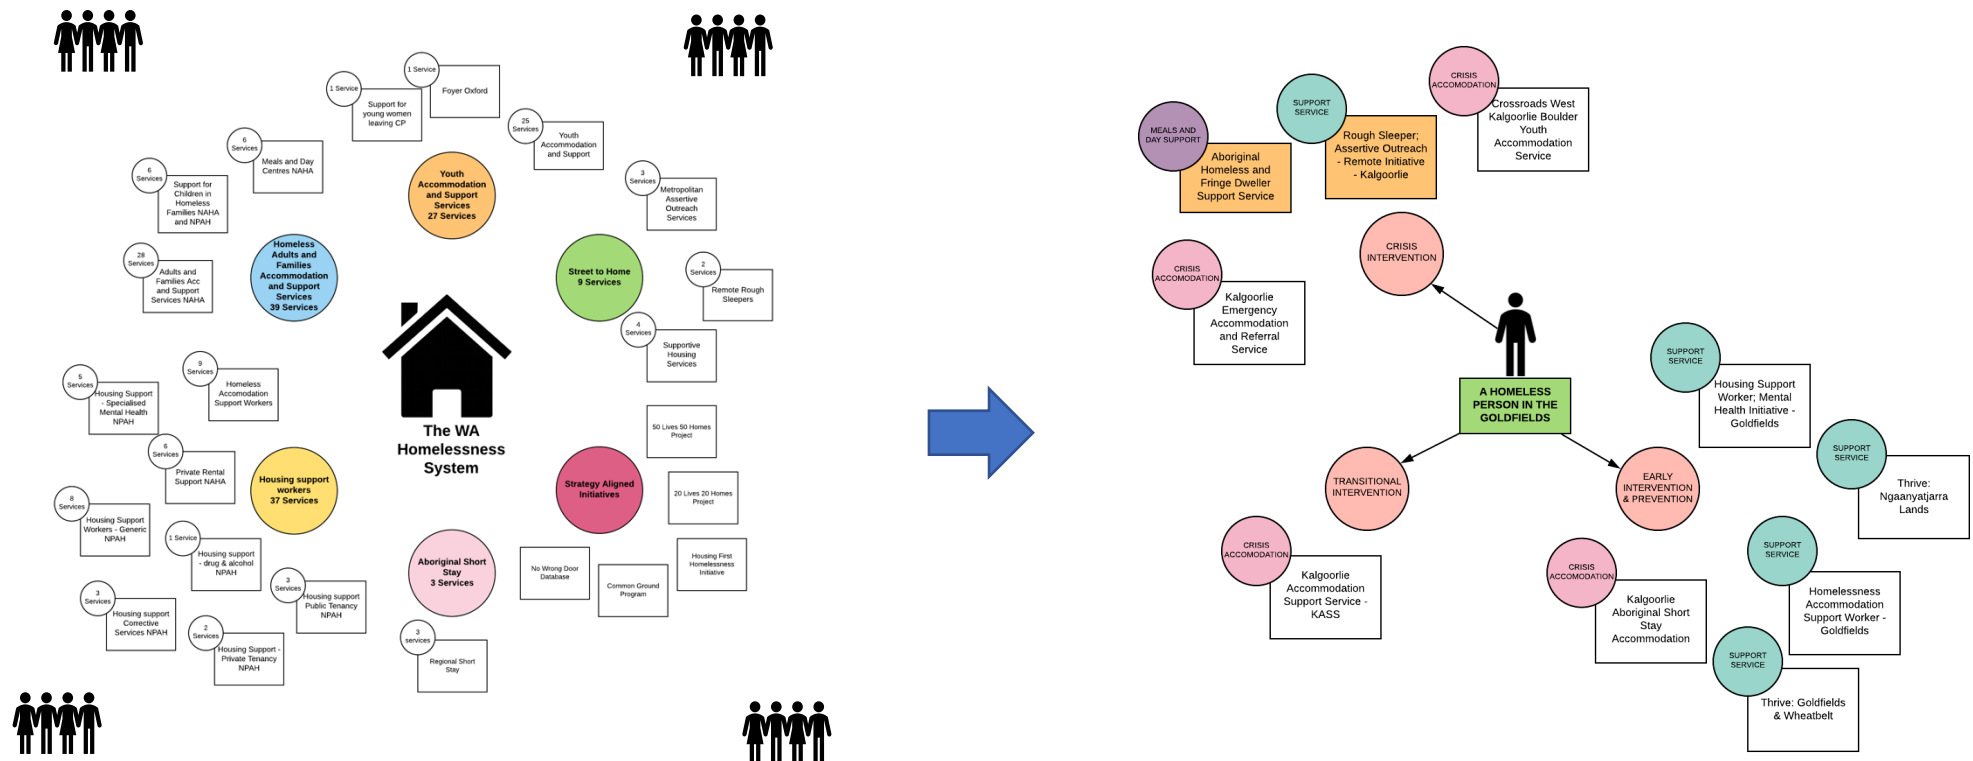 1 Service
Foyer Oxford
1 Service
Support for
young women
leaving CP
25
Services
Youth
Accommodation
and Support
6
Services
Meals and Day
Centres NAHA
6
Services
Support for
Children in
Homeless
Families NAHA
and NPAH
28
Services
Adults and
Families Acc
and Support
Services NAHA
Youth
Accommodation
and Support
Services
27 Services
Homeless
Adults and
Families
Accommodation
and Support
Services
39 Services
3
Services
Metropolitan
Assertive
Outreach
Services
Street to Home
9 Services
2
Services
Remote Rough
Sleepers
4
Services
Supportive
Housing
Services
The WA
Homelessness
System
5
Services
Housing Support
- Specialised
Mental Health
NPAH
9
Services
Homeless
Accomodation
Support Workers
6
Services
Private Rental
Support NAHA
Housing support
workers
37 Services
8
Services
Housing Support
Workers - Generic
NPAH
1 Service
Housing support
- drug & alcohol
NPAH
3
Services
Housing support
Public Tenancy
NPAH
3
Services
Housing support
Corrective
Services NPAH
2
Services
Housing Support -
Private Tenancy
NPAH
50 Lives 50 Homes
Project
Strategy Aligned
Initiatives
20 Lives 20 Homes
Project
Housing First
Homelessness
Initiative
No Wrong Door
Database
Common Ground
Program
Aboriginal Short
Stay
3 Services
3
services
Regional Short
Stay
CRISIS
ACCOMODATION
Crossroads West
Kalgoorlie Boulder
Youth
Accommodation
Service
SUPPORT
SERVICE
Rough Sleeper;
Assertive Outreach
- Remote Initiative
- Kalgoorlie
MEALS AND
DAY SUPPORT
Aboriginal
Homeless and
Fringe Dweller
Support Service
CRISIS
ACCOMODATION
Kalgoorlie
Emergency
Accommodation
and Referral
Service
CRISIS
INTERVENTION
A HOMELESS
PERSON IN THE
GOLDFIELDS
TRANSITIONAL
INTERVENTION
EARLY
INTERVENTION
& PREVENTION
SUPPORT
SERVICE
Housing Support
Worker; Mental
Health Initiative -
Goldfields
SUPPORT
SERVICE
Thrive:
Ngaanyatjarra
Lands
CRISIS
ACCOMODATION
Kalgoorlie
Accommodation
Support Service -
KASS
CRISIS
ACCOMODATION
Kalgoorlie
Aboriginal Short
Stay
Accommodation
SUPPORT
SERVICE
Homelessness
Accommodation
Support Worker -
Goldfields
SUPPORT
SERVICE
Thrive: Goldfields
& Wheatbelt